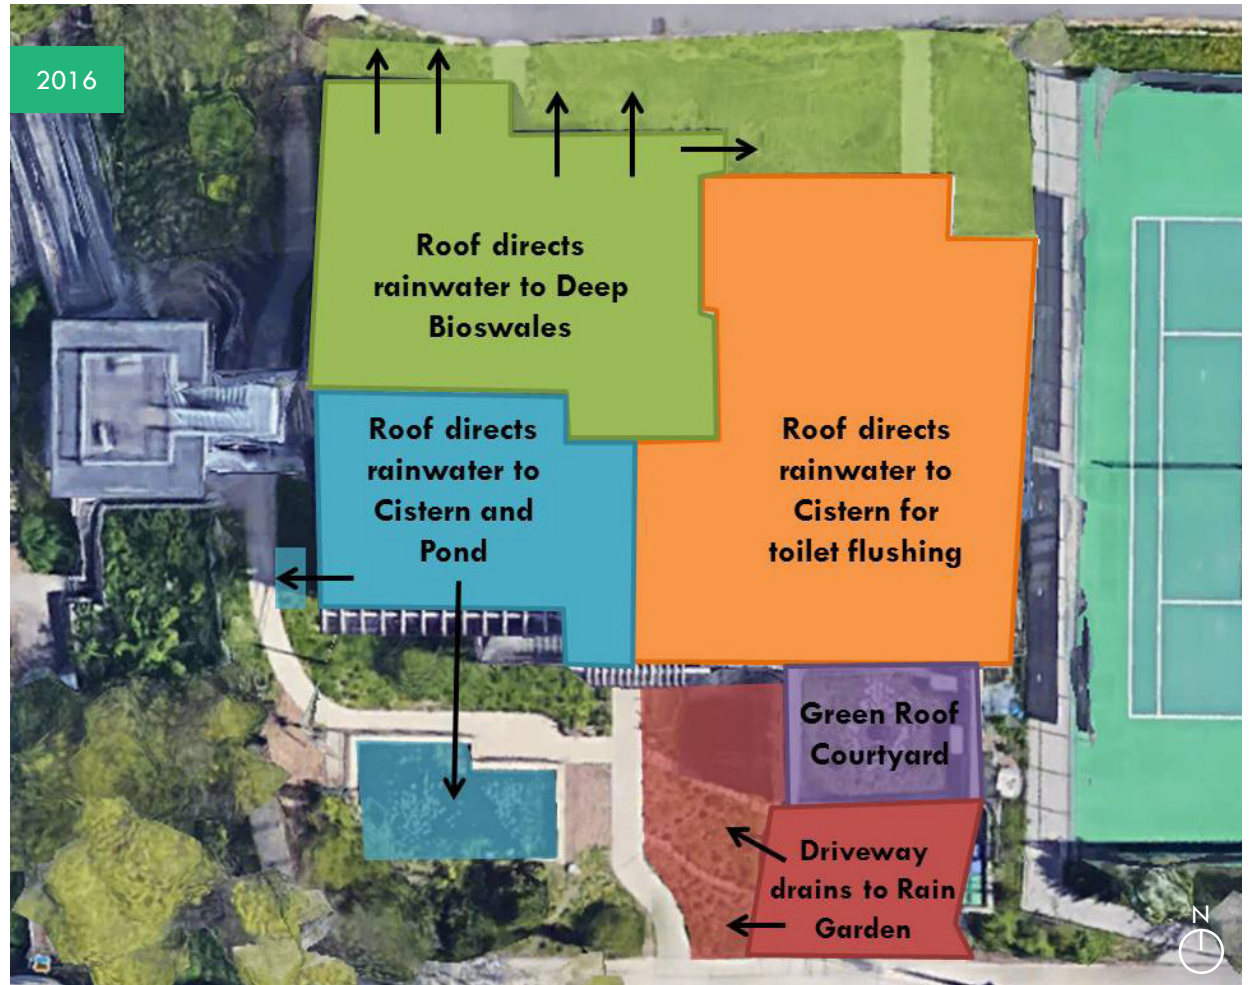 2016
Roof directs
rainwater to Deep
Bioswales
Roof directs
rainwater to
Cistern and
Pond
Roof directs
rainwater to
Cistern for
toilet flushing
Green Roof
Courtyard
Driveway
drains to Rain
Garden
N